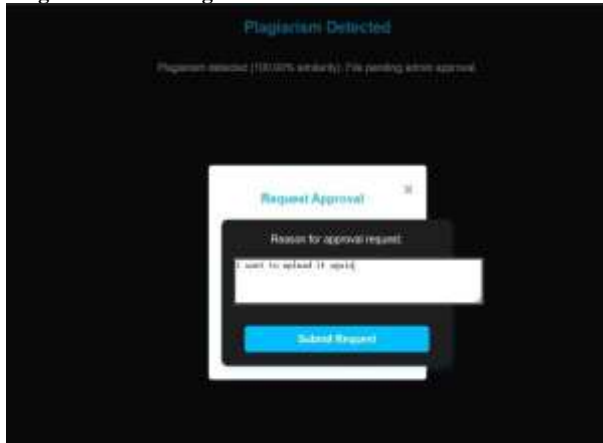 Plagiarism Detected
Plagiarism detected (100.00% similarity). File pending admin approval.
Request Approval
×
Reason for approval request:
I want to upload it again
Submit Request